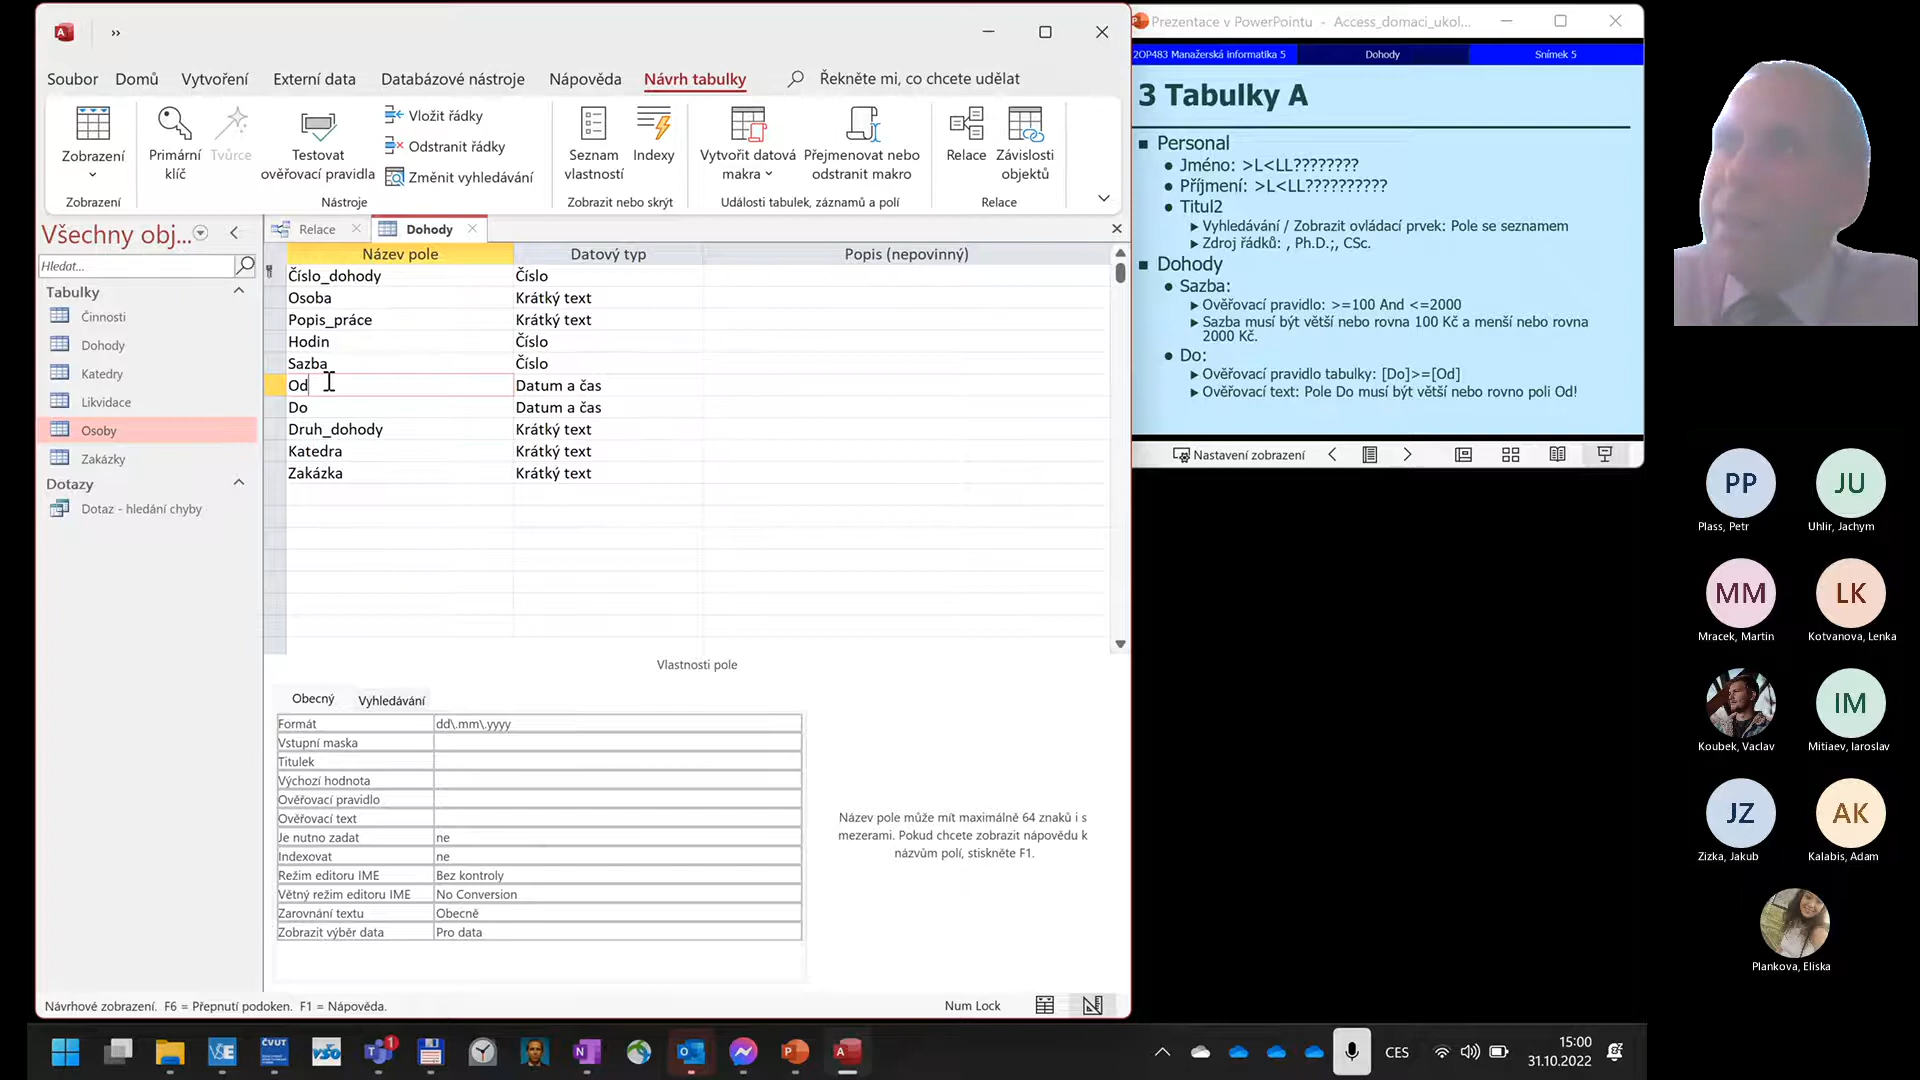 Soubor
Domů
Vytvoření
Externí data
Databázové nástroje
Nápověda
Návrh tabulky
Řekněte mi, co chcete udělat
Zobrazení
Zobrazení
Primární klíč
Tvůrce
Testovat ověřovací pravidla
Vložit řádky
Odstranit řádky
Změnit vyhledávání
Nástroje
Seznam vlastností
Indexy
Zobrazit nebo skrýt
Vytvořit datová makra
Přejmenovat nebo odstranit makro
Události tabulek, záznamů a polí
Relace
Závislosti objektů
Relace
Všechny obj...
Hledat...
Tabulky
Činnosti
Dohody
Katedry
Likvidace
Osoby
Zakázky
Dotazy
Dotaz - hledání chyby
Relace
Dohody
Název pole
Datový typ
Popis (nepovinný)
Číslo_dohody Číslo
Osoba Krátký text
Popis_práce Krátký text
Hodin Číslo
Sazba Číslo
Od Datum a čas
Do Datum a čas
Druh_dohody Krátký text
Katedra Krátký text
Zakázka Krátký text
Vlastnosti pole
Obecný
Vyhledávání
Formát dd\.mm\.yyyy
Vstupní maska
Titulek
Výchozí hodnota
Ověřovací pravidlo
Ověřovací text
Je nutno zadat ne
Indexovat ne
Režim editoru IME Bez kontroly
Větný režim editoru IME No Conversion
Zarovnání textu Obecně
Zobrazit výběr data Pro data
Název pole může mít maximálně 64 znaků i s
mezerami. Pokud chcete zobrazit nápovědu k
názvům polí, stiskněte F1.
Návrhové zobrazení. F6 = Přepnutí podoken. F1 = Nápověda.
Num Lock
Prezentace v PowerPointu - Access_domaci_ukol...
2OP483 Manažerská informatika 5
Dohody
Snímek 5
3 Tabulky A
Personal
Jméno: >L<LL????????
Příjmení: >L<LL??????????
Titul2
Vyhledávání / Zobrazit ovládací prvek: Pole se seznamem
Zdroj řádků: , Ph.D.;, CSc.
Dohody
Sazba:
Ověřovací pravidlo: >=100 And <=2000
Sazba musí být větší nebo rovna 100 Kč a menší nebo rovna
2000 Kč.
Do:
Ověřovací pravidlo tabulky: [Do]>=[Od]
Ověřovací text: Pole Do musí být větší nebo rovno poli Od!
Nastavení zobrazení
PP
Plass, Petr
JU
Uhlir, Jachym
MM
Mracek, Martin
LK
Kotvanova, Lenka
Koubek, Vaclav
IM
Mitiaev, Iaroslav
JZ
Zizka, Jakub
AK
Kalabis, Adam
Plankova, Eliska
ČVUT
CES
15:00
31.10.2022